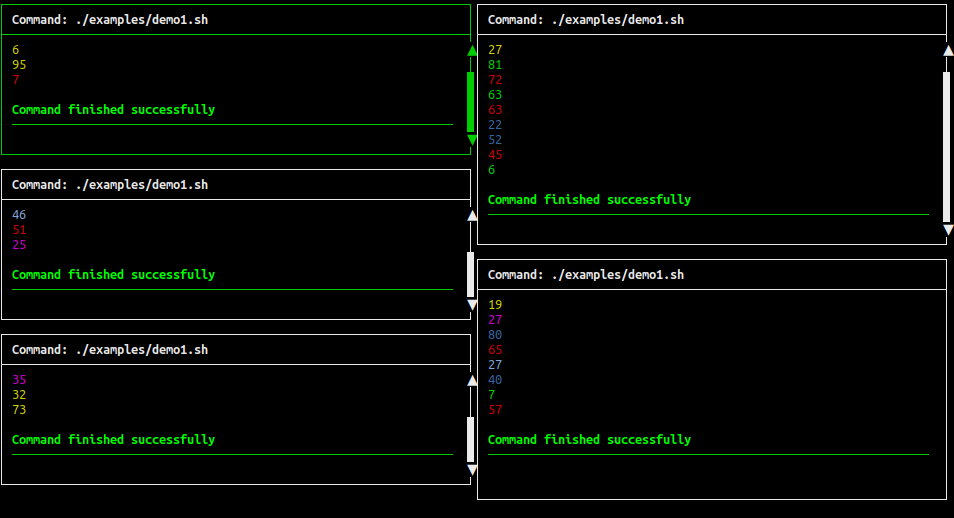 Command: ./examples/demo1.sh
6
95
7
Command finished successfully
Command: ./examples/demo1.sh
46
51
25
Command finished successfully
Command: ./examples/demo1.sh
35
32
73
Command finished successfully
Command: ./examples/demo1.sh
27
81
72
63
63
22
52
45
6
Command finished successfully
Command: ./examples/demo1.sh
19
27
80
65
27
40
7
57
Command finished successfully